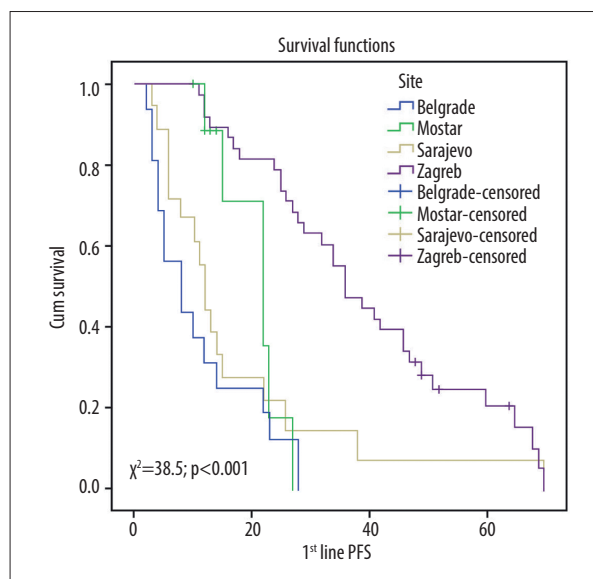 Survival functions
Site
Belgrade
Mostar
Sarajevo
Zagreb
Belgrade-censored
Mostar-censored
Sarajevo-censored
Zagreb-censored
Cum survival
1.0
0.8
0.6
0.4
0.2
0.0
χ²=38.5; p<0.001
0 20 40 60
1st line PFS